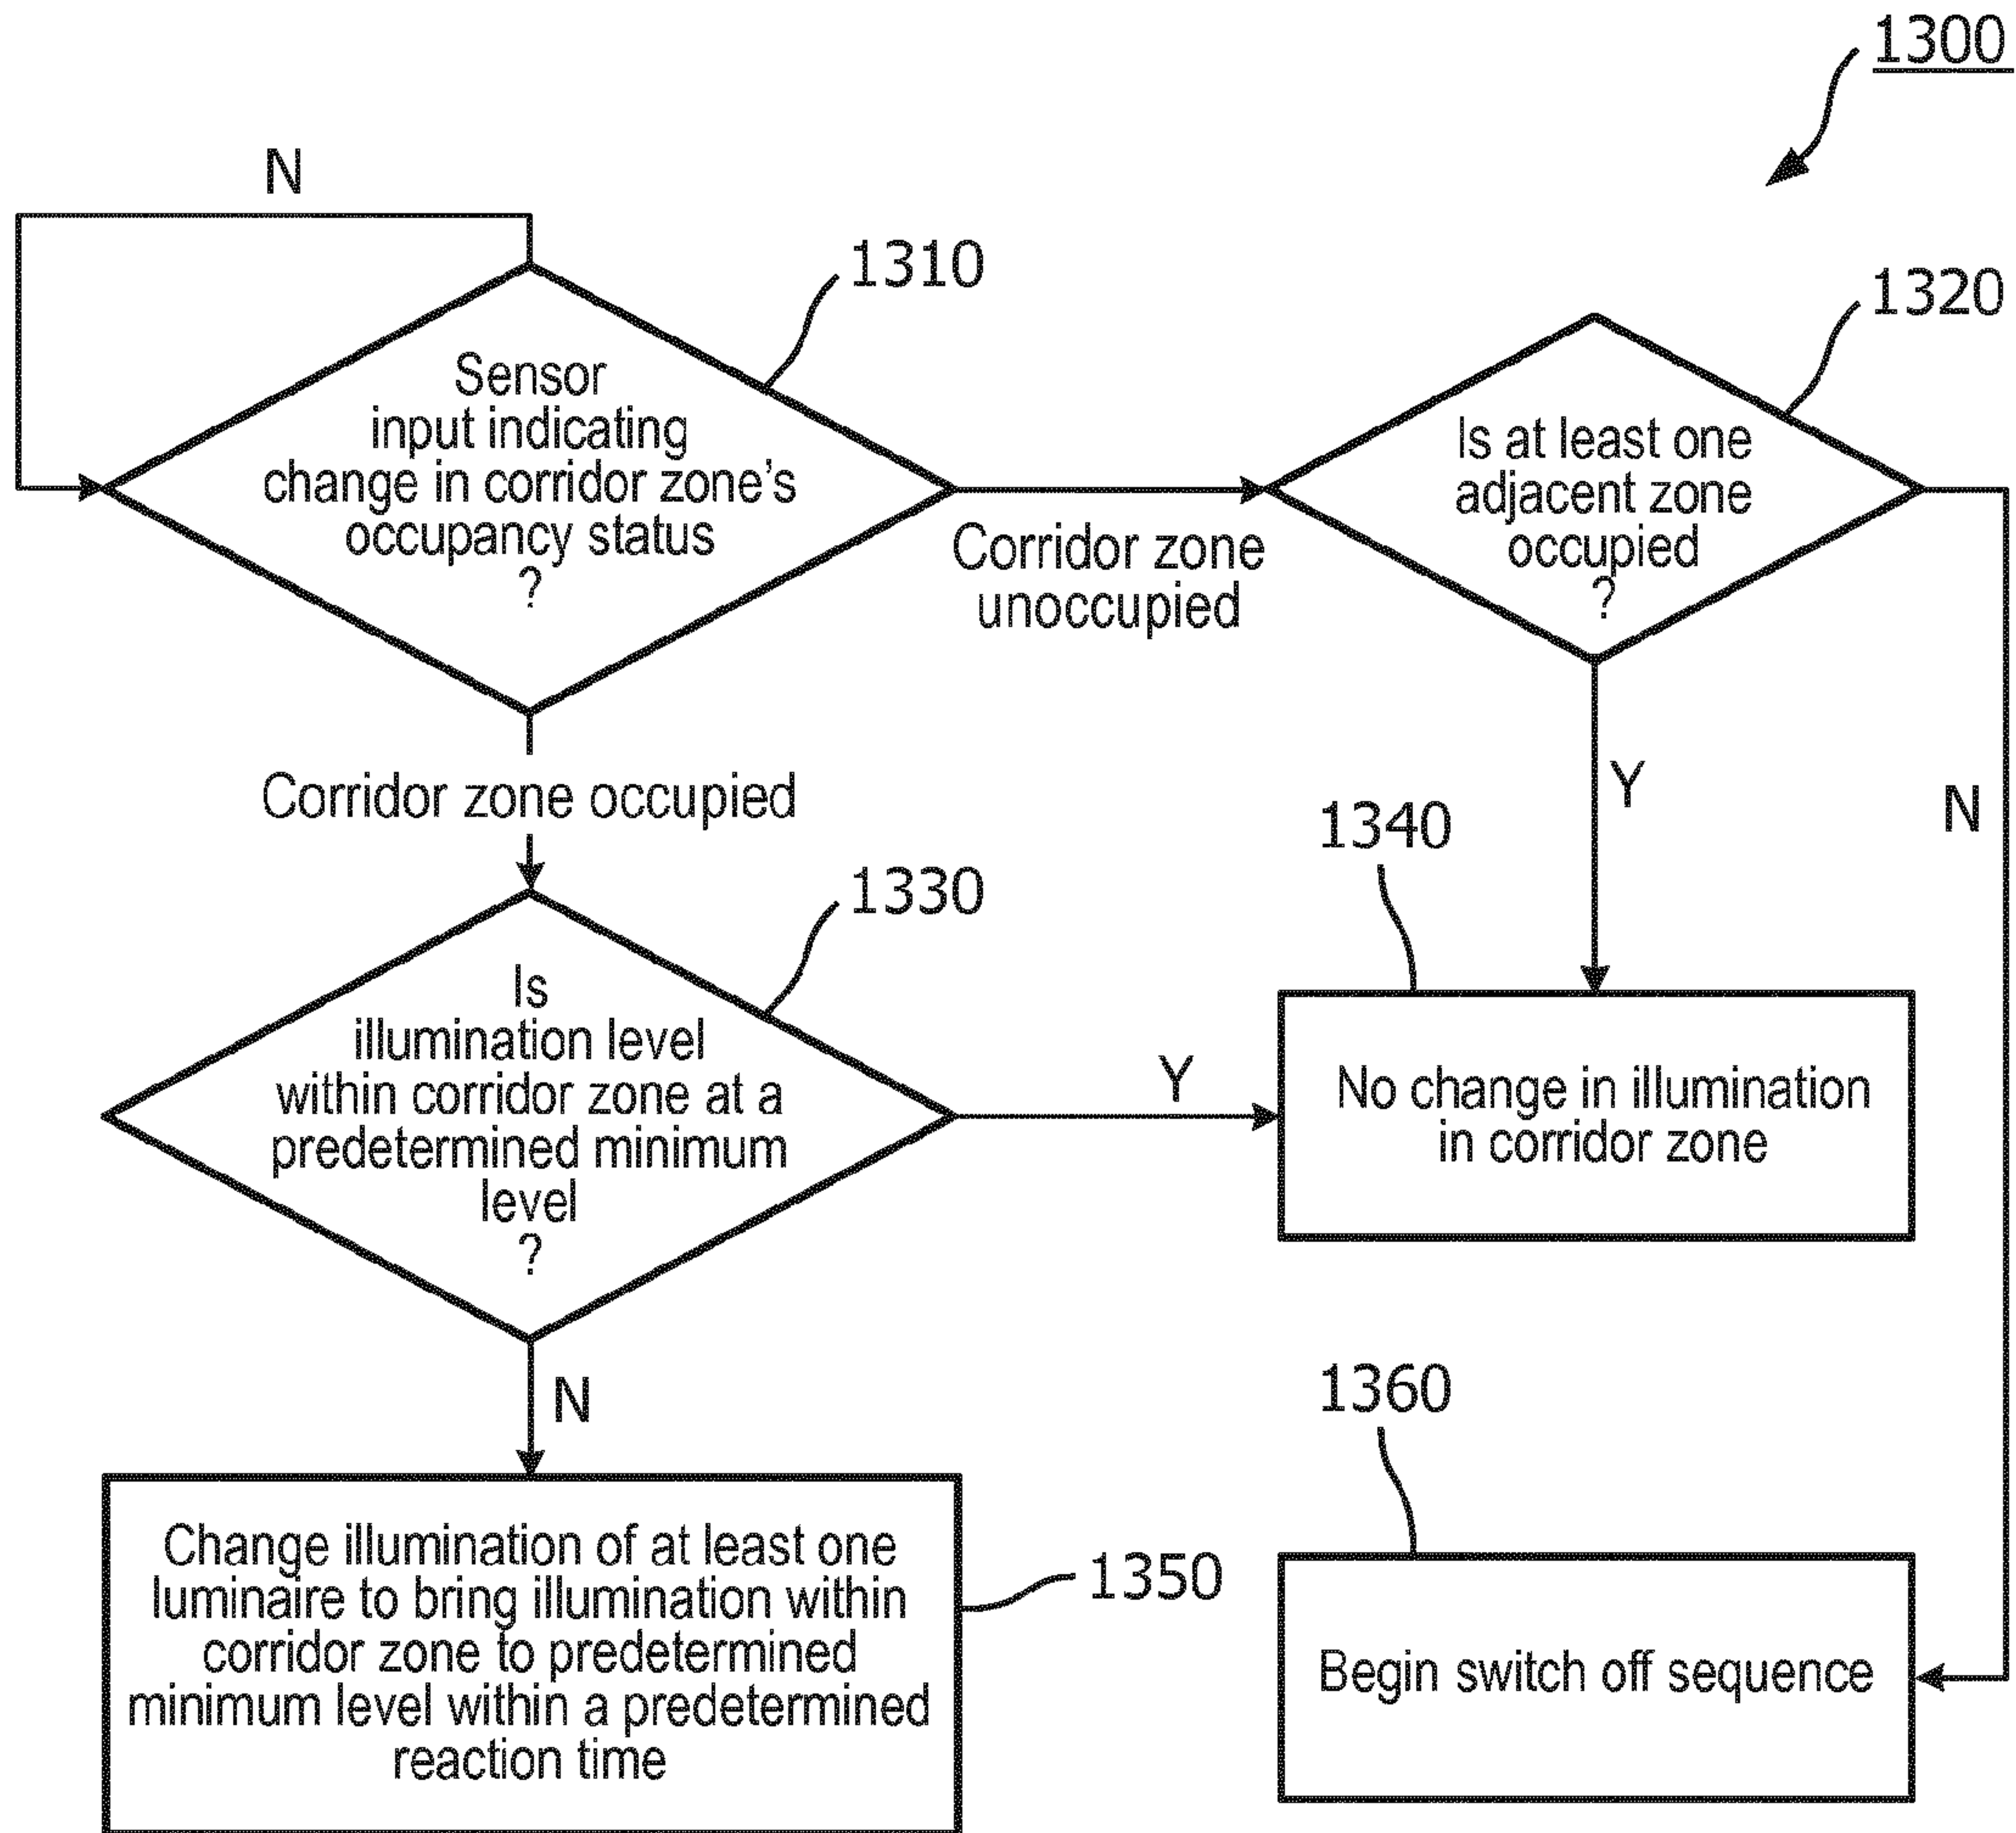 1300
N
1310
Sensor
input indicating
change in corridor zone's
occupancy status
?
1320
Is at least one
adjacent zone
occupied
?
Corridor zone
unoccupied
Corridor zone occupied
Y
N
1330
Is
illumination level
within corridor zone at a
predetermined minimum
level
?
Y
1340
No change in illumination
in corridor zone
N
1350
Change illumination of at least one
luminaire to bring illumination within
corridor zone to predetermined
minimum level within a predetermined
reaction time
1360
Begin switch off sequence